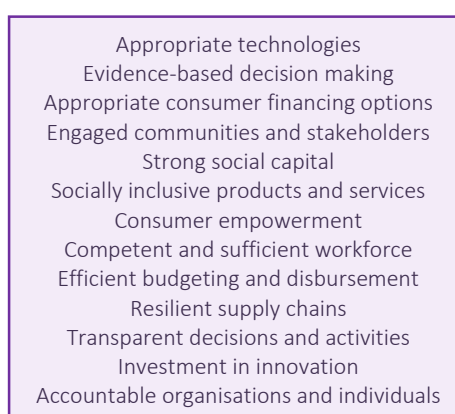 Appropriate technologies
Evidence-based decision making
Appropriate consumer financing options
Engaged communities and stakeholders
Strong social capital
Socially inclusive products and services
Consumer empowerment
Competent and sufficient workforce
Efficient budgeting and disbursement
Resilient supply chains
Transparent decisions and activities
Investment in innovation
Accountable organisations and individuals